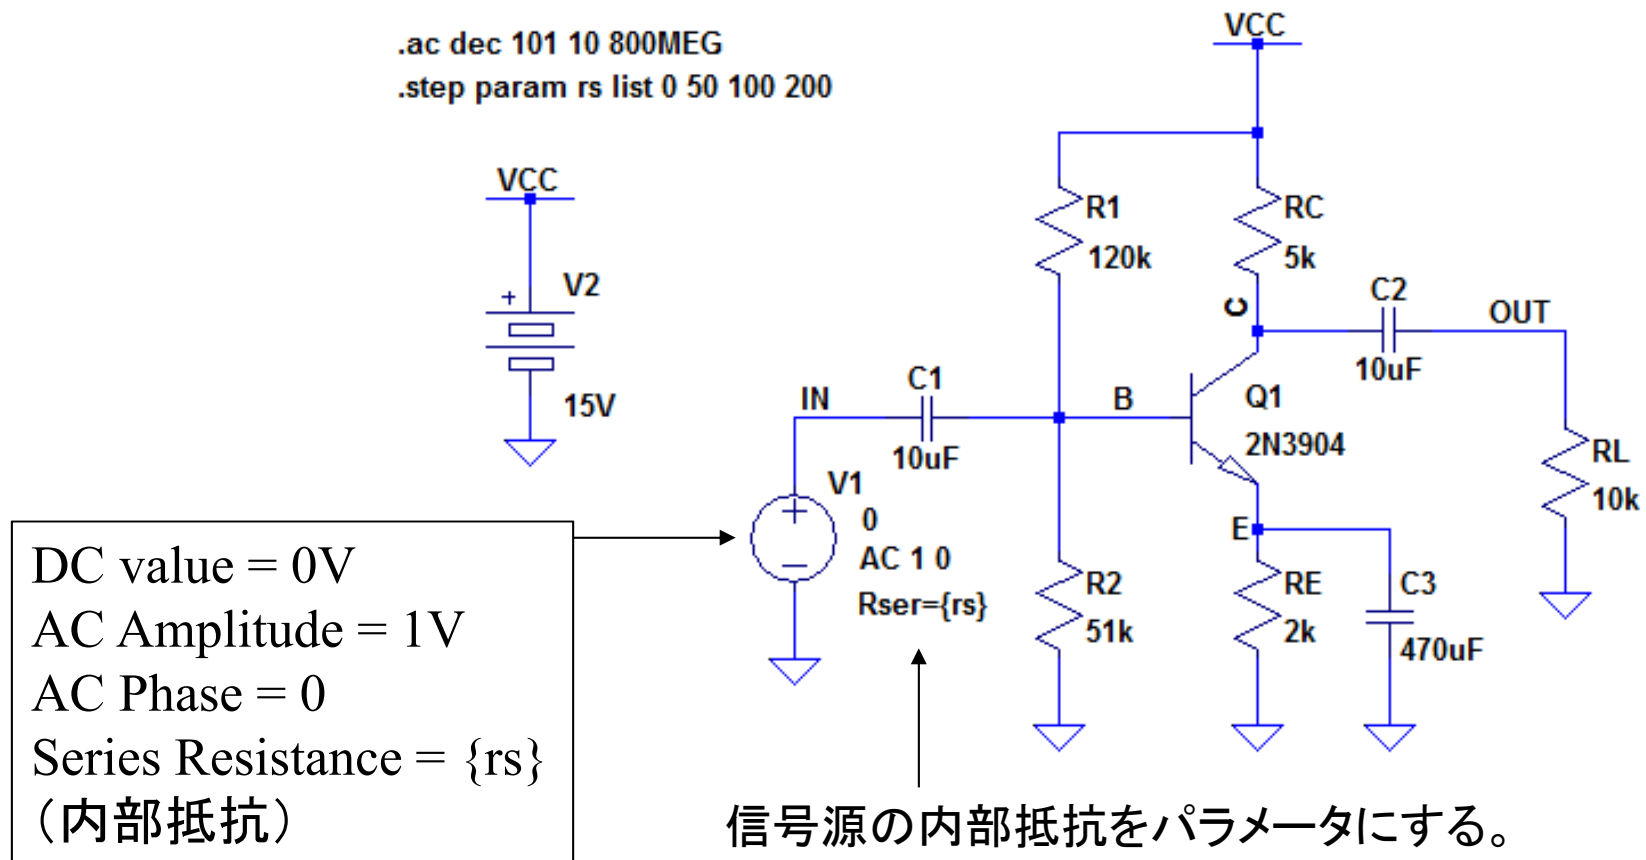 .ac dec 101 10 800MEG
.step param rs list 0 50 100 200
VCC
VCC
+
V2
15V
R1
120k
RC
5k
C
C2
10uF
OUT
IN
C1
10uF
B
Q1
2N3904
RL
10k
V1
0
AC 1 0
Rser={rs}
E
R2
51k
RE
2k
C3
470uF
DC value = 0V
AC Amplitude = 1V
AC Phase = 0
Series Resistance = {rs}
（内部抵抗）
信号源の内部抵抗をパラメータにする。